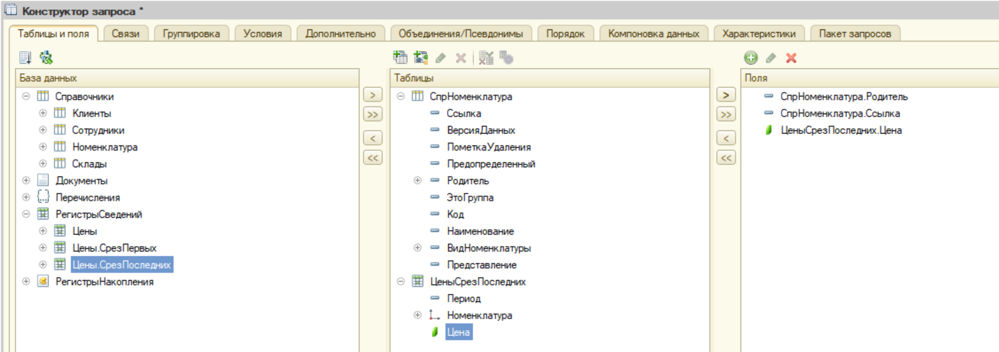 Конструктор запроса *
Таблицы и поля
Связи
Группировка
Условия
Дополнительно
Объединения/Псевдонимы
Порядок
Компоновка данных
Характеристики
Пакет запросов
База данных
Справочники
Клиенты
Сотрудники
Номенклатура
Склады
Документы
Перечисления
РегистрыСведений
Цены
Цены.СрезПервых
Цены.СрезПоследних
РегистрыНакопления
>
>>
<
<<
Таблицы
СпрНоменклатура
Ссылка
ВерсияДанных
ПометкаУдаления
Предопределенный
Родитель
ЭтоГруппа
Код
Наименование
ВидНоменклатуры
Представление
ЦеныСрезПоследних
Период
Номенклатура
Цена
>
>>
<
<<
Поля
СпрНоменклатура.Родитель
СпрНоменклатура.Ссылка
ЦеныСрезПоследних.Цена